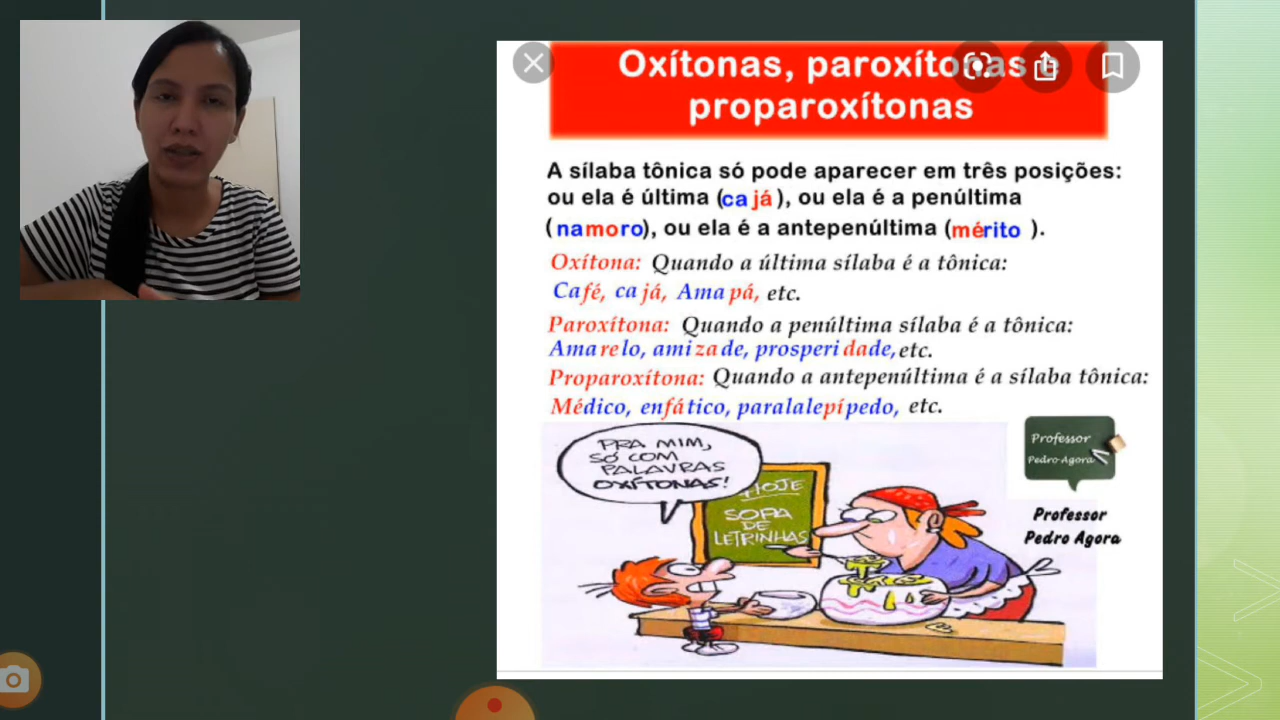 Oxítonas, paroxítonas e
proparoxítonas
A sílaba tônica só pode aparecer em três posições:
ou ela é última (ca já ), ou ela é a penúltima
( namoro), ou ela é a antepenúltima (mérito ).
Oxítona: Quando a última sílaba é a tônica:
Café, ca já, Ama pá, etc.
Paroxítona: Quando a penúltima sílaba é a tônica:
Ama re lo, ami za de, prosperi dade, etc.
Proparoxítona: Quando a antepenúltima é a sílaba tônica:
Médico, enfático, paralalepípedo, etc.
PRA MIM,
SÓ COM
PALAVRAS
OXÍTONAS!
HOJE
SOPA
DE
LETRINHAS
Professor
Pedro Agora
Professor
Pedro Agora